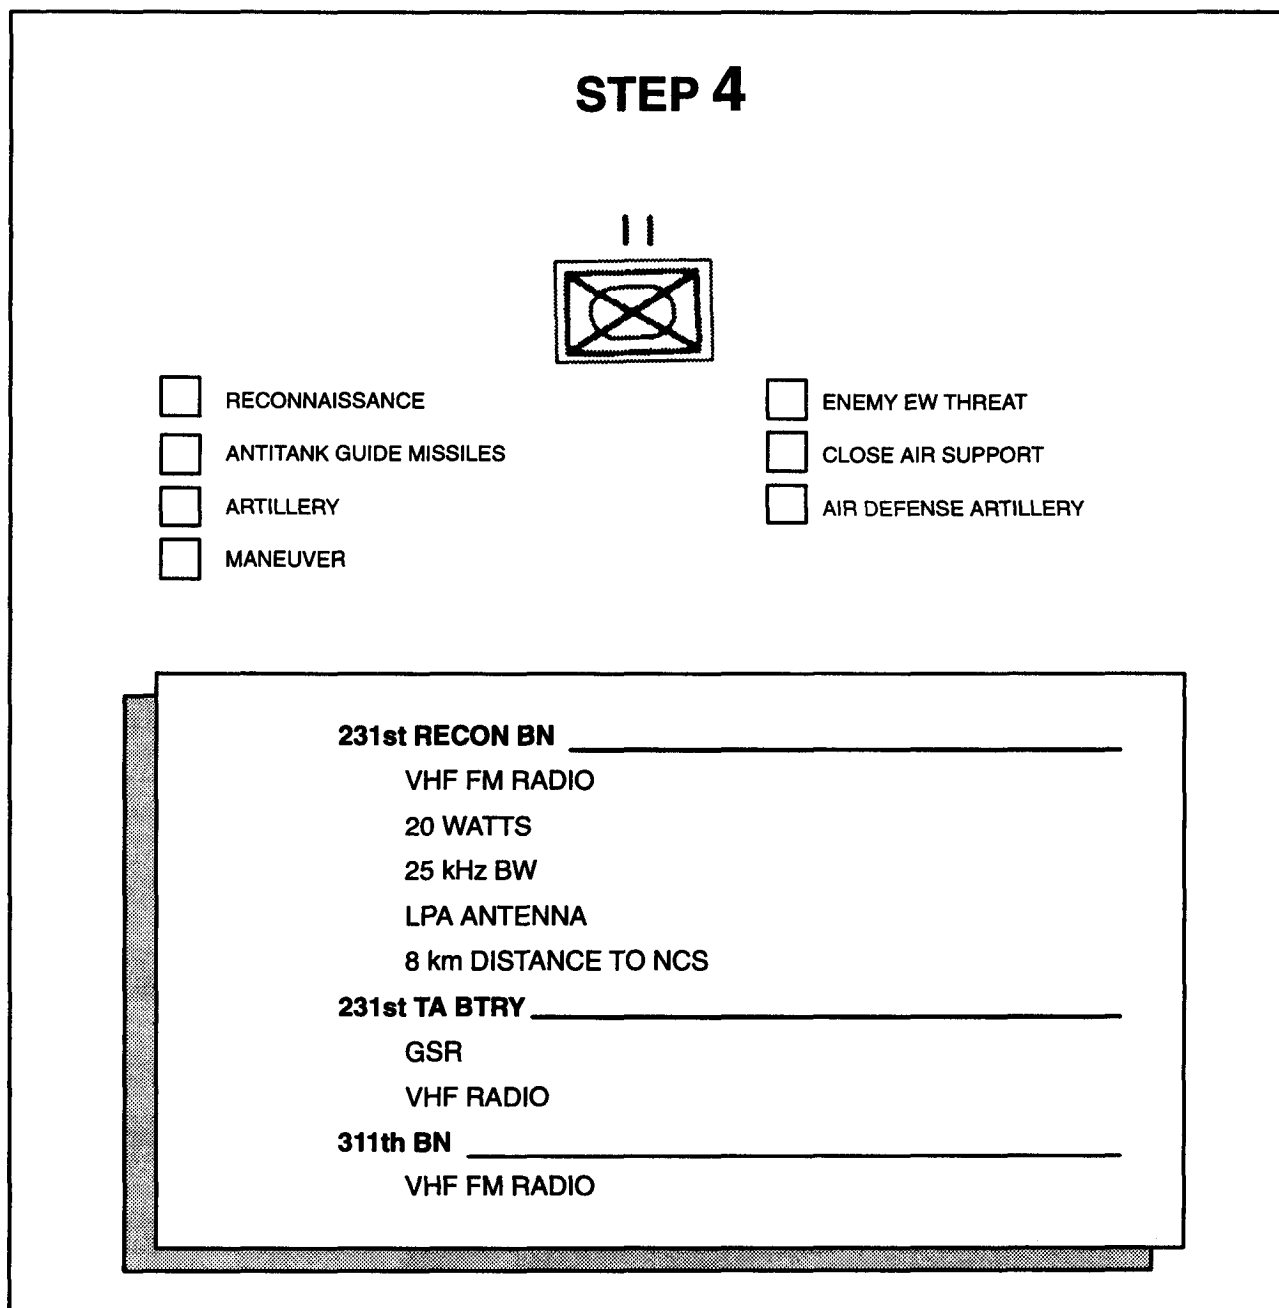 STEP 4
RECONNAISSANCE
ANTITANK GUIDE MISSILES
ARTILLERY
MANEUVER
ENEMY EW THREAT
CLOSE AIR SUPPORT
AIR DEFENSE ARTILLERY
231st RECON BN
VHF FM RADIO
20 WATTS
25 kHz BW
LPA ANTENNA
8 km DISTANCE TO NCS
231st TA BTRY
GSR
VHF RADIO
311th BN
VHF FM RADIO